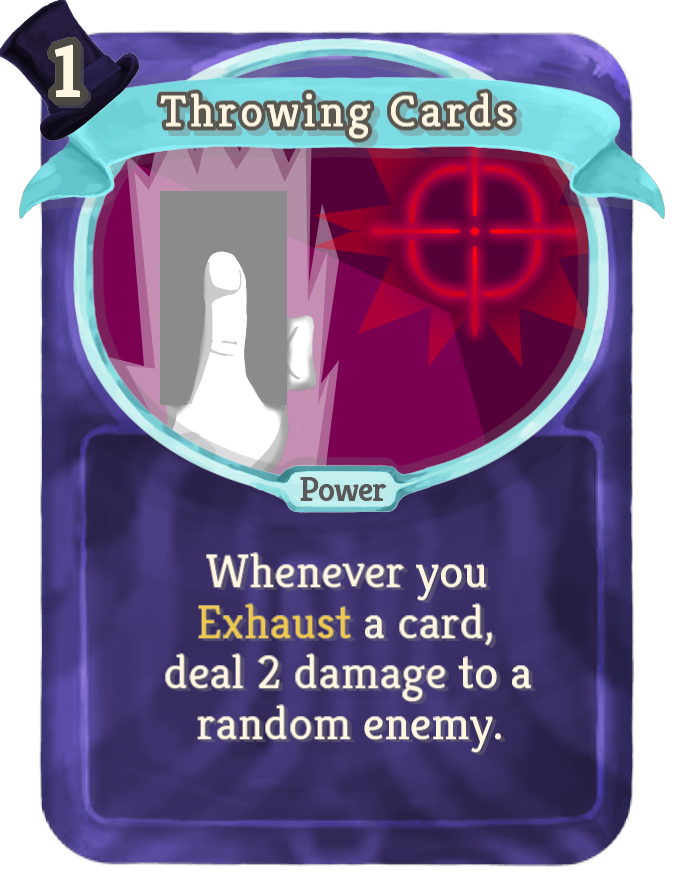 1
Throwing Cards
Power
Whenever you
Exhaust a card,
deal 2 damage to a
random enemy.